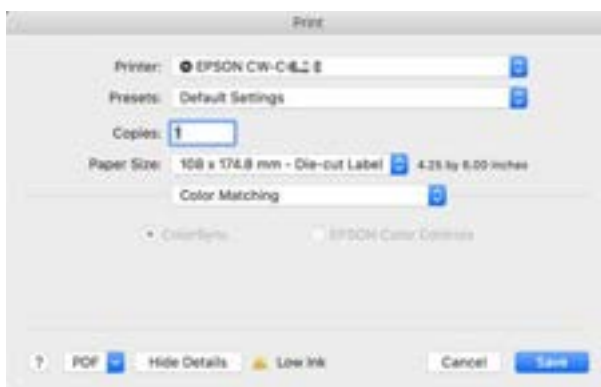 Print
Printer: EPSON CW-C
Presets: Default Settings
Copies: 1
Paper Size: 108 x 174.8 mm - Die-cut Label 4.25 by 6.00 inches
Color Matching
ColorSync EPSON Color Controls
? PDF Hide Details Low Ink Cancel Save